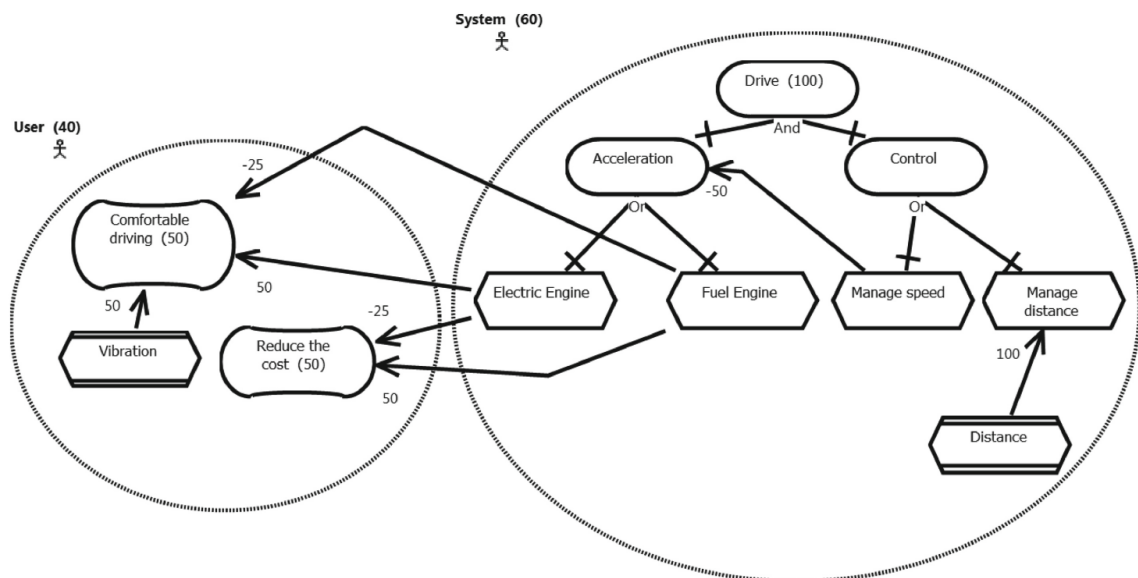 System (60)
Drive (100)
And
User (40)
-25
Acceleration
Control
-50
Or
Or
Comfortable
driving (50)
50
50
Electric Engine
Fuel Engine
Manage speed
Manage
distance
-25
Vibration
Reduce the
cost (50)
50
100
Distance